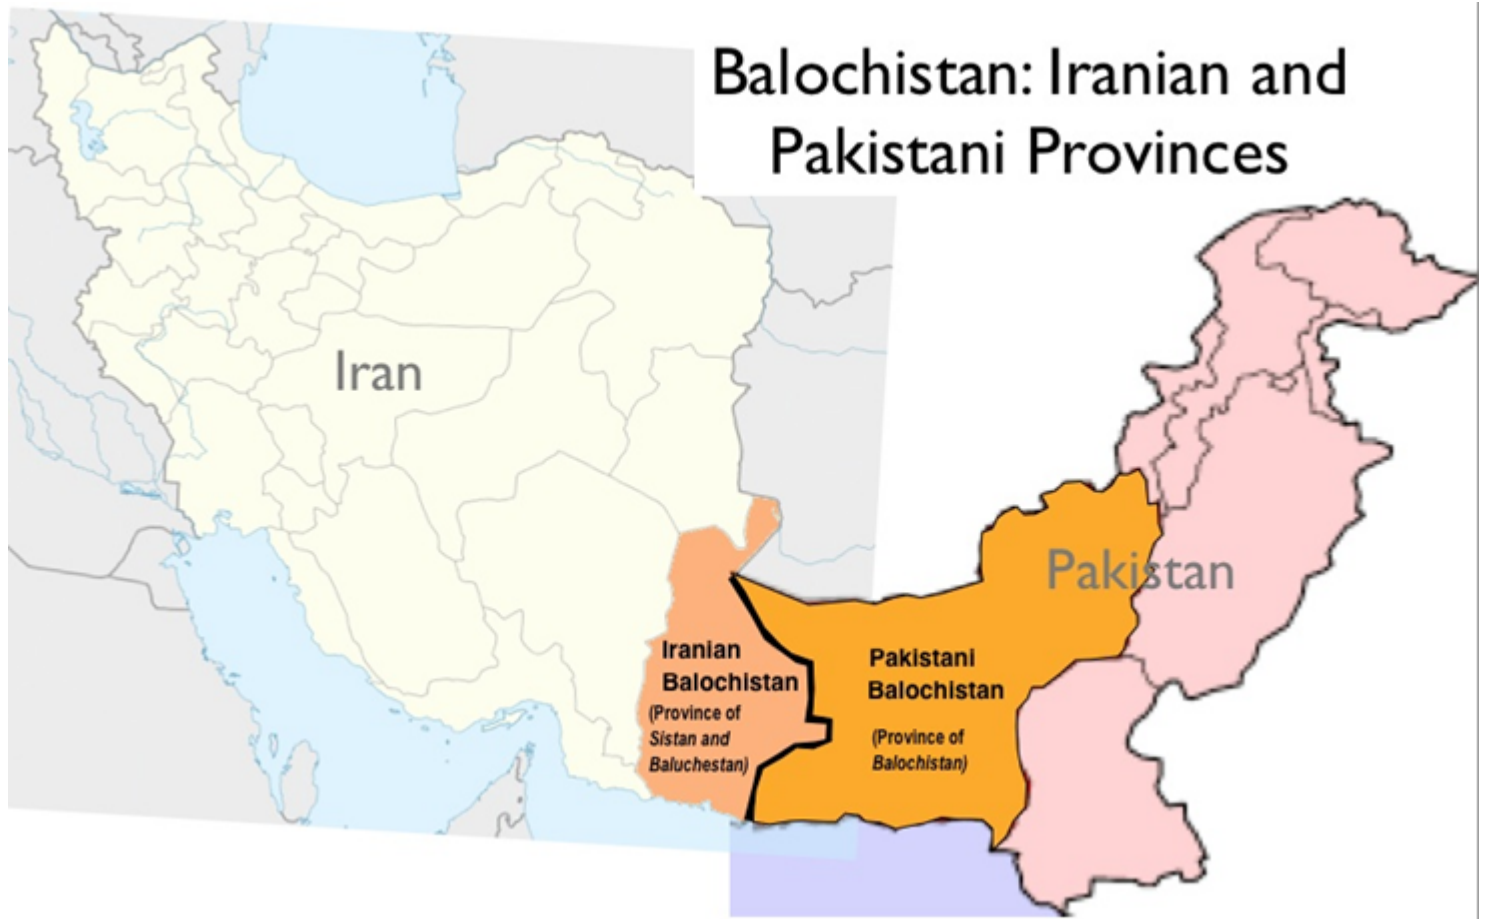 Balochistan: Iranian and
Pakistani Provinces
Iran
Pakistan
Iranian
Balochistan
(Province of
Sistan and
Baluchestan)
Pakistani
Balochistan
(Province of
Balochistan)